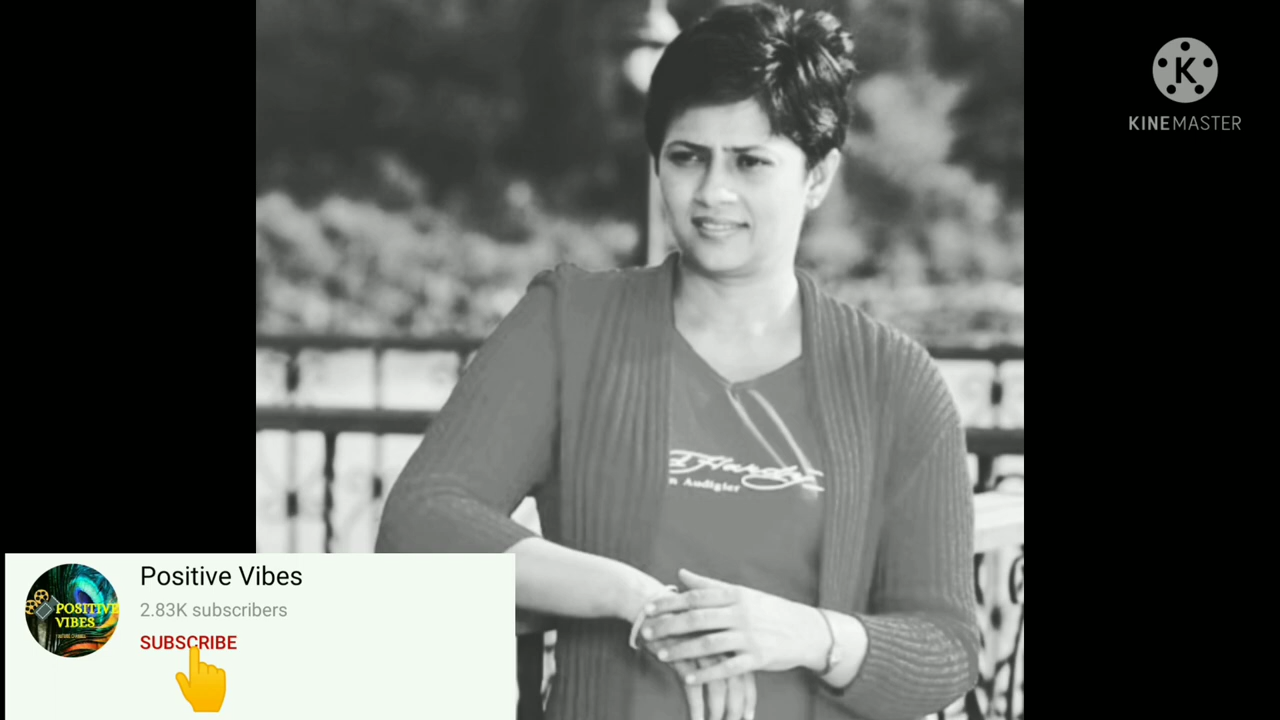 K
KINEMASTER
d Hardy
n Audigier
Positive Vibes
2.83K subscribers
SUBSCRIBE
POSITIVE
VIBES